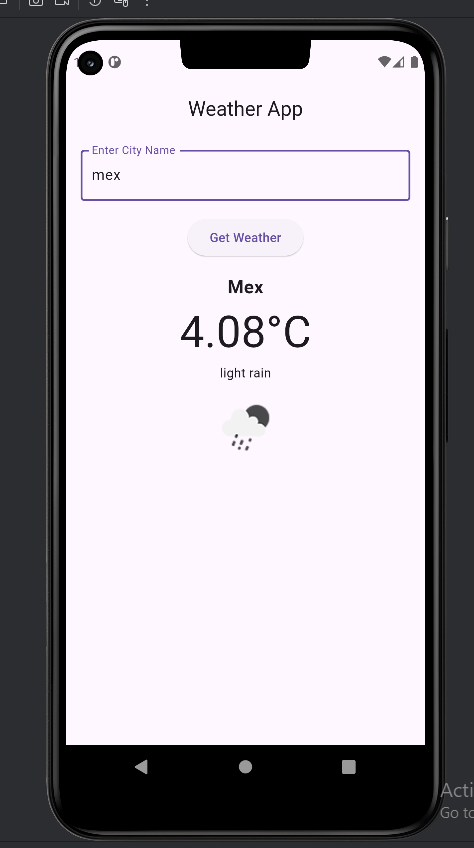 Weather App
Enter City Name
mex
Get Weather
Mex
4.08°C
light rain
Acti
Go to